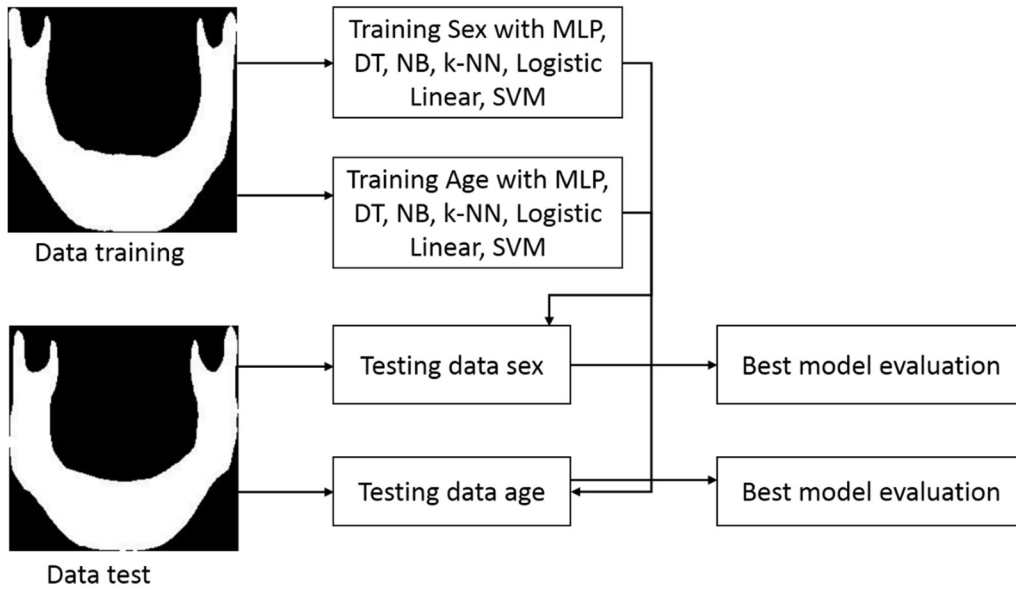 Training Sex with MLP,
DT, NB, k-NN, Logistic
Linear, SVM
Training Age with MLP,
DT, NB, k-NN, Logistic
Linear, SVM
Data training
Testing data sex
Best model evaluation
Testing data age
Best model evaluation
Data test